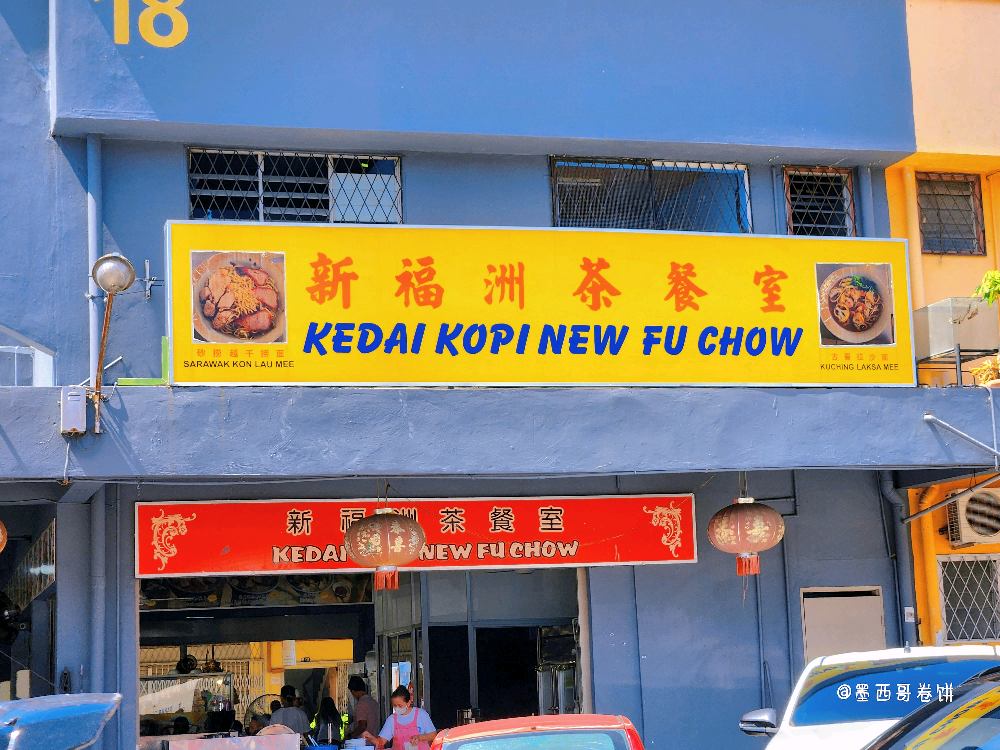 18
新福洲茶餐室
KEDAI KOPI NEW FU CHOW
SARAWAK KON LAU MEE
KUCHING LAKSA MEE
新福洲茶餐室
KEDAI NEW FU CHOW
@墨西哥卷饼